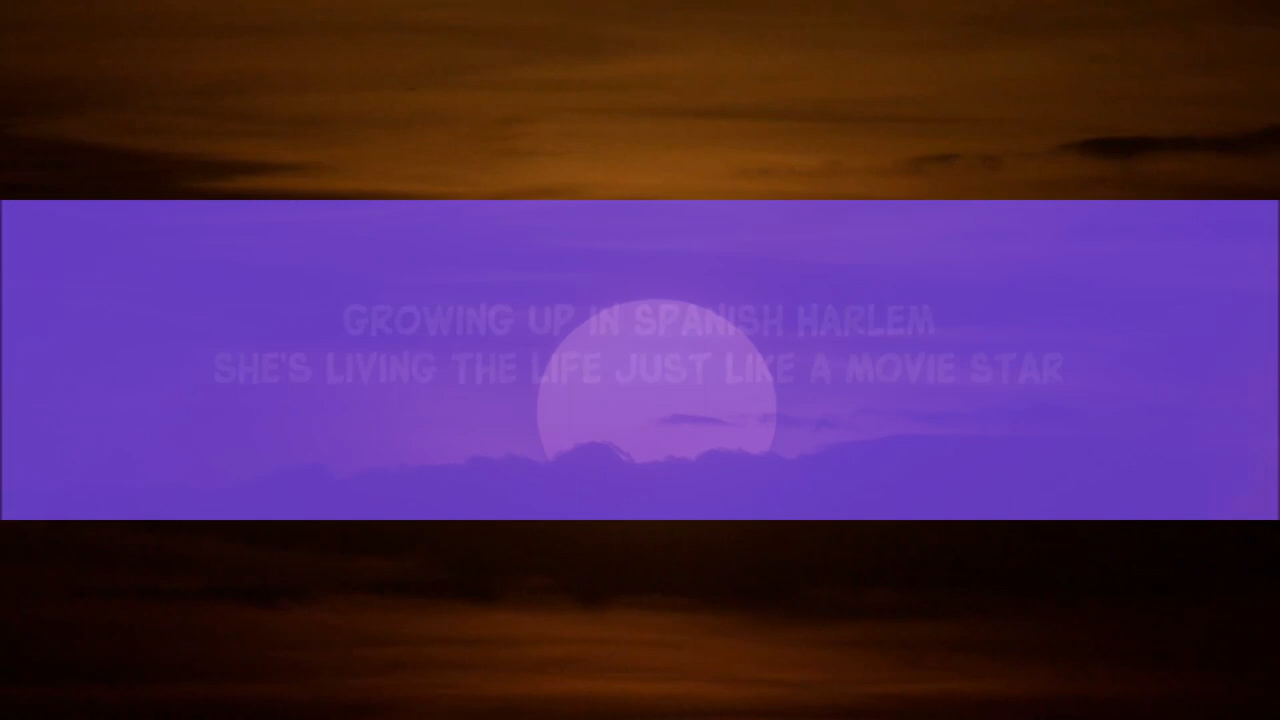 GROWING UP IN SPANISH HARLEM
SHE'S LIVING THE LIFE JUST LIKE A MOVIE STAR